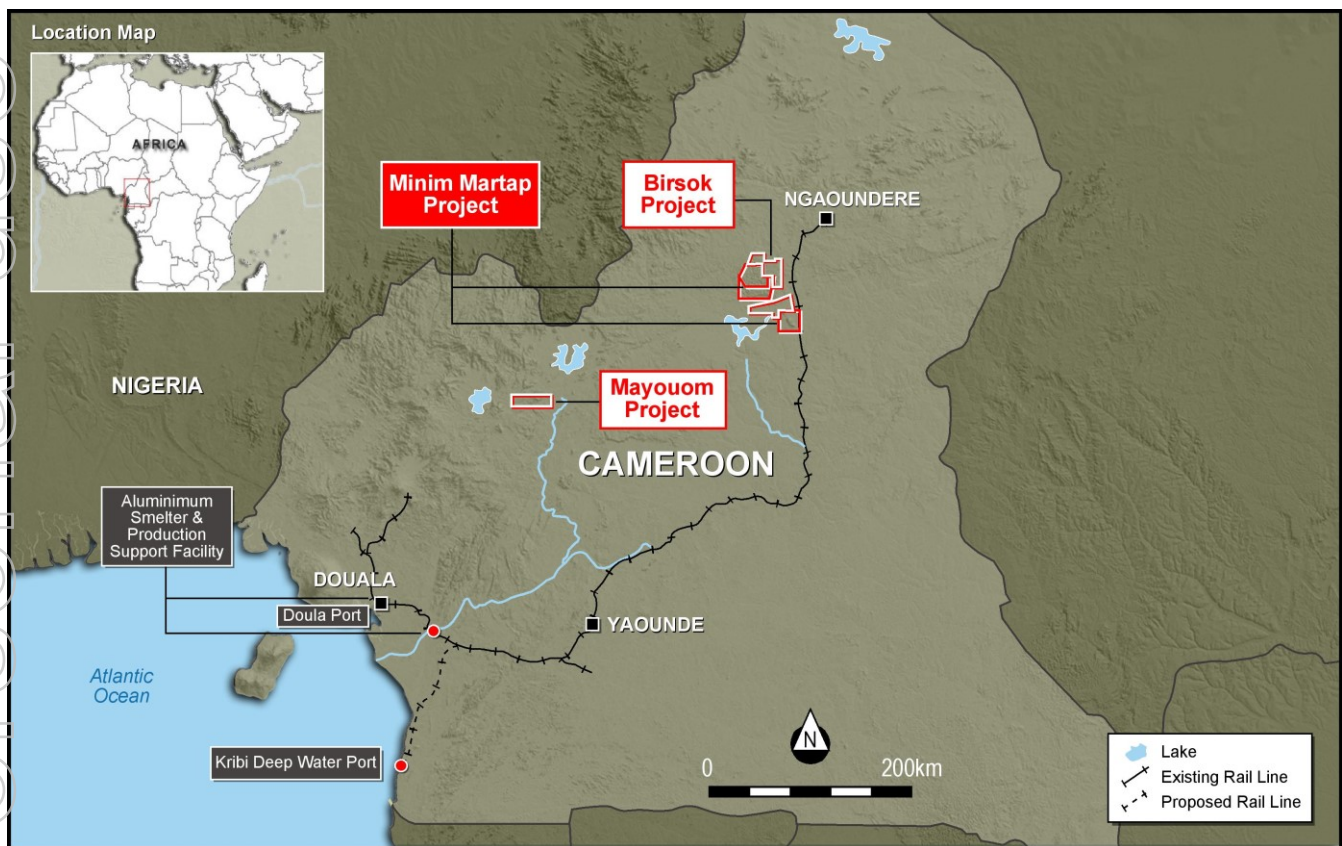 Location Map
AFRICA
Minim Martap
Project
Birsok
Project
NGAOUNDERE
NIGERIA
Mayouom
Project
CAMEROON
Aluminimum
Smelter &
Production
Support Facility
DOUALA
Doula Port
YAOUNDE
Atlantic
Ocean
Kribi Deep Water Port
N
0 200km
Lake
Existing Rail Line
Proposed Rail Line